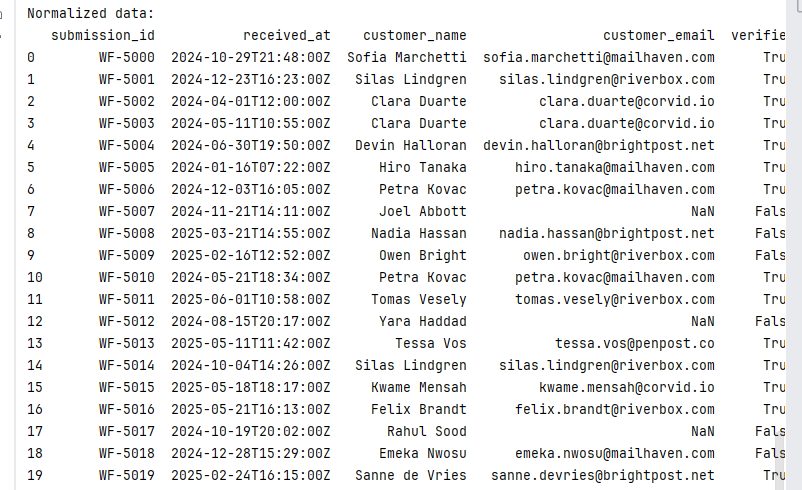 Normalized data:
submission_id received_at customer_name customer_email verifie
0 WF-5000 2024-10-29T21:48:00Z Sofia Marchetti sofia.marchetti@mailhaven.com Tru
1 WF-5001 2024-12-23T16:23:00Z Silas Lindgren silas.lindgren@riverbox.com Tru
2 WF-5002 2024-04-01T12:00:00Z Clara Duarte clara.duarte@corvid.io Tru
3 WF-5003 2024-05-11T10:55:00Z Clara Duarte clara.duarte@corvid.io Tru
4 WF-5004 2024-06-30T19:50:00Z Devin Halloran devin.halloran@brightpost.net Tru
5 WF-5005 2024-01-16T07:22:00Z Hiro Tanaka hiro.tanaka@mailhaven.com Tru
6 WF-5006 2024-12-03T16:05:00Z Petra Kovac petra.kovac@mailhaven.com Tru
7 WF-5007 2024-11-21T14:11:00Z Joel Abbott NaN Fals
8 WF-5008 2025-03-21T14:55:00Z Nadia Hassan nadia.hassan@brightpost.net Fals
9 WF-5009 2025-02-16T12:52:00Z Owen Bright owen.bright@riverbox.com Fals
10 WF-5010 2024-05-21T18:34:00Z Petra Kovac petra.kovac@mailhaven.com Tru
11 WF-5011 2025-06-01T10:58:00Z Tomas Vesely tomas.vesely@riverbox.com Tru
12 WF-5012 2024-08-15T20:17:00Z Yara Haddad NaN Fals
13 WF-5013 2025-05-11T11:42:00Z Tessa Vos tessa.vos@penpost.co Tru
14 WF-5014 2024-10-04T14:26:00Z Silas Lindgren silas.lindgren@riverbox.com Tru
15 WF-5015 2025-05-18T18:17:00Z Kwame Mensah kwame.mensah@corvid.io Tru
16 WF-5016 2025-05-21T16:13:00Z Felix Brandt felix.brandt@riverbox.com Tru
17 WF-5017 2024-10-19T20:02:00Z Rahul Sood NaN Fals
18 WF-5018 2024-12-28T15:29:00Z Emeka Nwosu emeka.nwosu@mailhaven.com Fals
19 WF-5019 2025-02-24T16:15:00Z Sanne de Vries sanne.devries@brightpost.net Tru